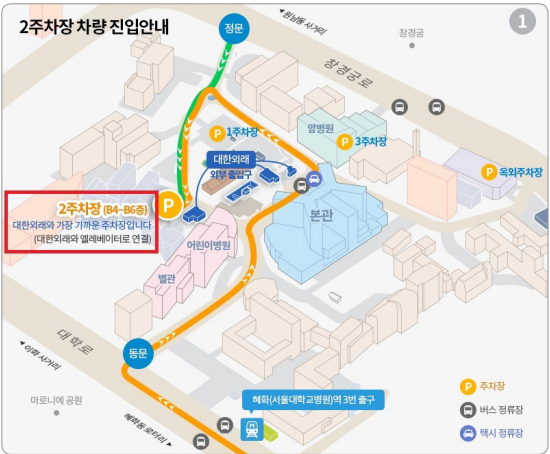 2주차장 차량 진입안내
정문
원남동 사거리
창경궁
1
창경궁로
P 1주차장
암병원
P 3주차장
대한외래
외부 출입구
P 옥외주차장
2주차장 (B4~B6층)
P
대한외래와 가장 가까운 주차장입니다
(대한외래와 엘레베이터로 연결)
본관
어린이병원
별관
대학로
이화 사거리
동문
마로니에 공원
혜화동 로터리
혜화(서울대학교병원)역 3번 출구
P 주차장
버스 정류장
택시 정류장